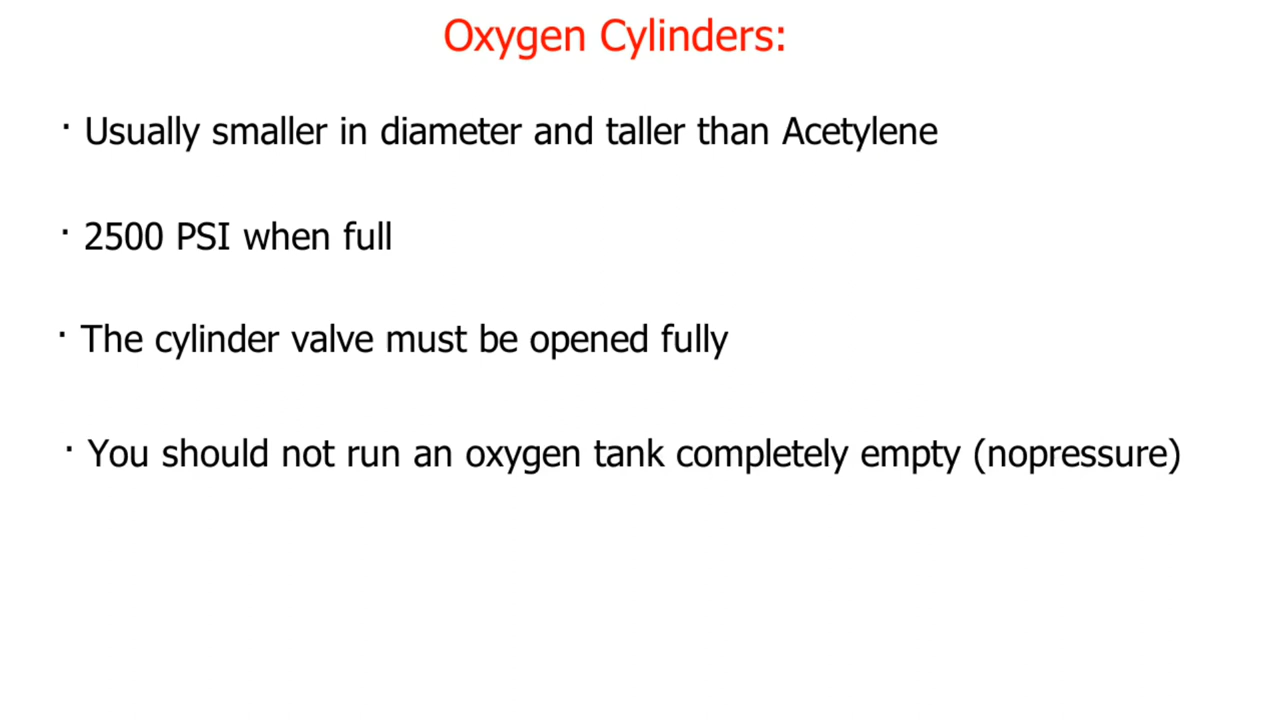 Oxygen Cylinders:
· Usually smaller in diameter and taller than Acetylene
· 2500 PSI when full
· The cylinder valve must be opened fully
· You should not run an oxygen tank completely empty (nopressure)